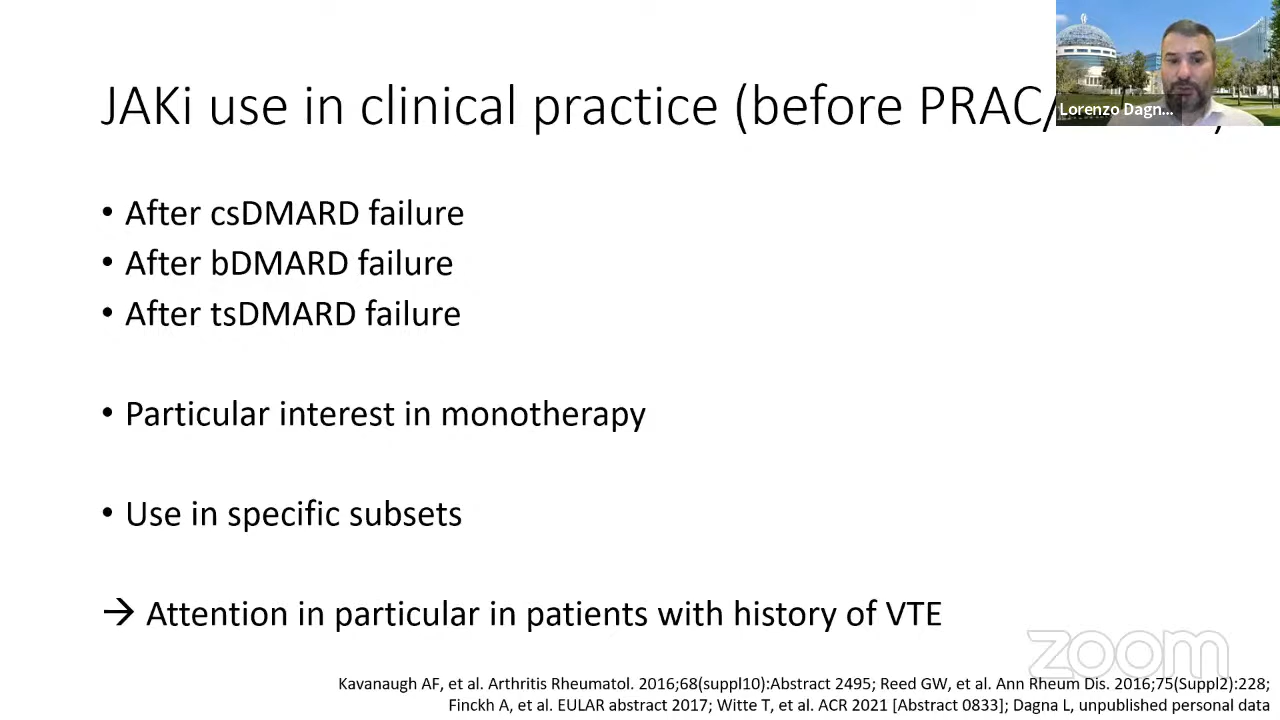 JAKi use in clinical practice (before PRAC/
Lorenzo Dagn...
• After csDMARD failure
• After bDMARD failure
• After tsDMARD failure
• Particular interest in monotherapy
• Use in specific subsets
→ Attention in particular in patients with history of VTE
zoom
Kavanaugh AF, et al. Arthritis Rheumatol. 2016;68(suppl10):Abstract 2495; Reed GW, et al. Ann Rheum Dis. 2016;75(Suppl2):228;
Finckh A, et al. EULAR abstract 2017; Witte T, et al. ACR 2021 [Abstract 0833]; Dagna L, unpublished personal data